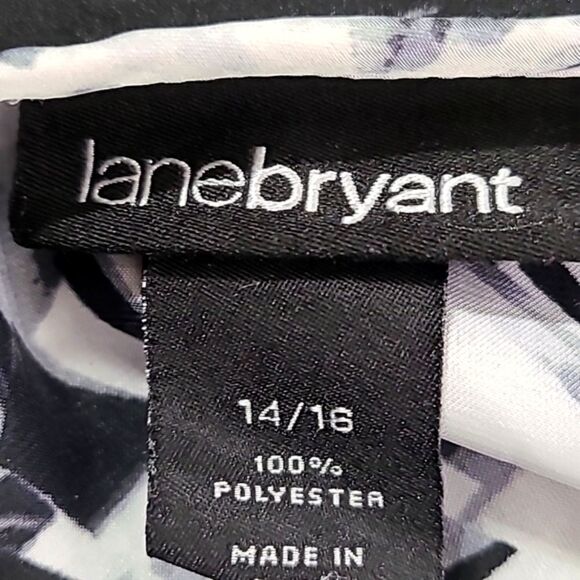 lanebryant
14/16
100%
POLYESTER
MADE IN